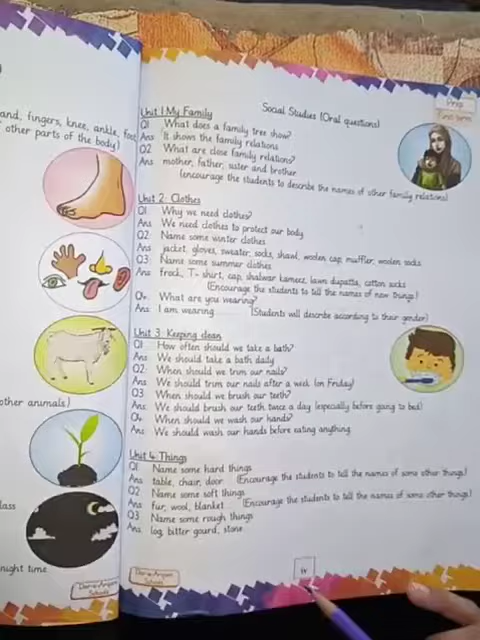 and, fingers, knee, ankle, foot
other parts of the body)
other animals)
lass
night time.
Dar-e-Arqam
Schools
Prep
First term
Social Studies (Oral questions)
Unit 1 My Family
Q1 What does a family tree show?
Ans It shows the family relations
Q2 What are close family relations?
Ans mother, father, sister and brother
(encourage the students to describe the names of other family relations)
Unit 2: Clothes
Q1: Why we need clothes?
Ans: We need clothes to protect our body
Q2: Name some winter clothes
Ans jacket, gloves, sweater, socks, shawl, woolen cap, muffler, woolen socks
Q3: Name some summer clothes
Ans: frock, T-shirt, cap, shalwar kameez, lawn dupatta, cotton socks
(Encourage the students to tell the names of new things)
Q4: What are you wearing?
Ans: I am wearing (Students will describe according to their gender)
Unit 3: Keeping clean
Q1 How often should we take a bath?
Ans: We should take a bath daily
Q2: When should we trim our nails?
Ans: We should trim our nails after a week (on Friday)
Q3: When should we brush our teeth?
Ans: We should brush our teeth twice a day (especially before going to bed)
Q4: When should we wash our hands?
Ans: We should wash our hands before eating anything
Unit 4: Things
Q1 Name some hard things
Ans table, chair, door (Encourage the students to tell the names of some other things)
Q2 Name some soft things
Ans fur, wool, blanket (Encourage the students to tell the names of some other things)
Q3 Name some rough things
Ans log, bitter gourd, stone
Dar-e-Arqam
Schools
iv